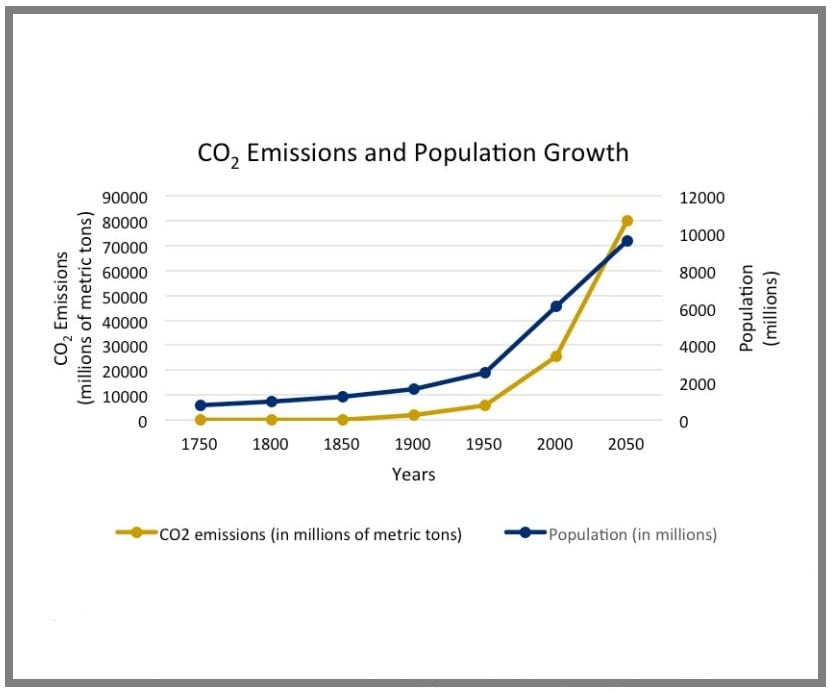 CO2 Emissions and Population Growth
CO2 Emissions
(millions of metric tons)
90000
80000
70000
60000
50000
40000
30000
20000
10000
0
12000
10000
8000
6000
4000
2000
0
Population
(millions)
1750 1800 1850 1900 1950 2000 2050
Years
CO2 emissions (in millions of metric tons) Population (in millions)